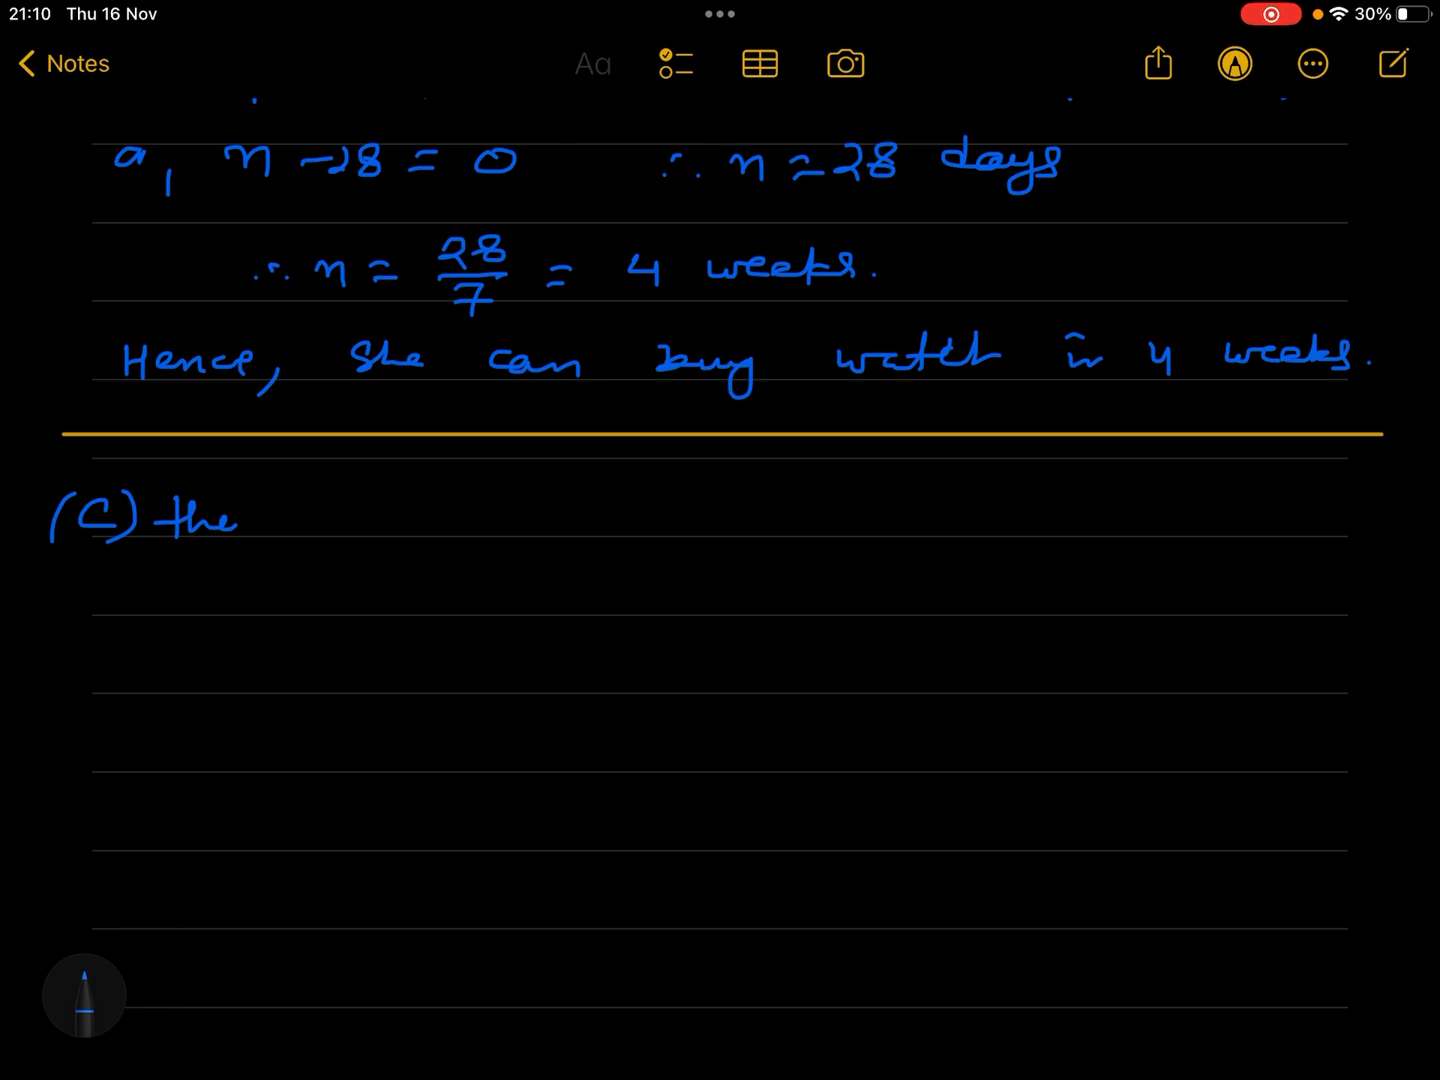 21:10 Thu 16 Nov 30%
Notes Aa
a, n - 28 = 0 ∴ n = 28 days
∴ n = 28/7 = 4 weeks.
Hence, She can buy watch in 4 weeks.
(C) the